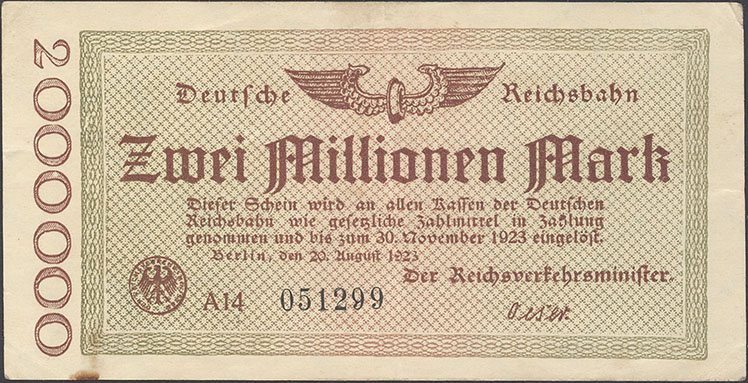 2000000
Deutsche Reichsbahn
Zwei Millionen Mark
Dieser Schein wird an allen Kassen der Deutschen
Reichsbahn wie gesetzliche Zahlmittel in Zahlung
genommen und bis zum 30. November 1923 eingelöst.
Berlin, den 20. August 1923
Der Reichsverkehrsminister.
A14 051299
Oeser.